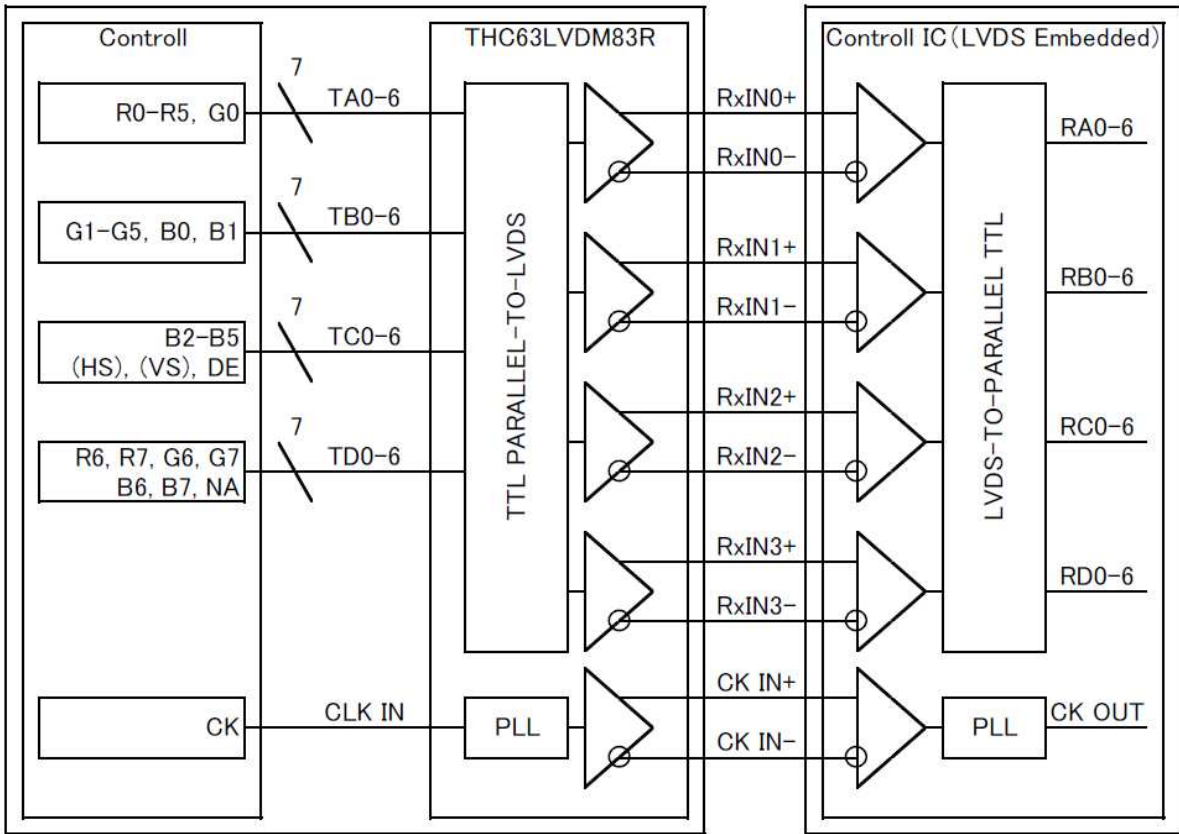 Controll
THC63LVDM83R
Controll IC(LVDS Embedded)
R0-R5, G0
7
TA0-6
RxIN0+
RxIN0-
RA0-6
G1-G5, B0, B1
7
TB0-6
RxIN1+
RxIN1-
RB0-6
B2-B5
(HS), (VS), DE
7
TC0-6
RxIN2+
RxIN2-
RC0-6
R6, R7, G6, G7
B6, B7, NA
7
TD0-6
RxIN3+
RxIN3-
RD0-6
TTL PARALLEL-TO-LVDS
LVDS-TO-PARALLEL TTL
CK
CLK IN
PLL
CK IN+
CK IN-
PLL
CK OUT